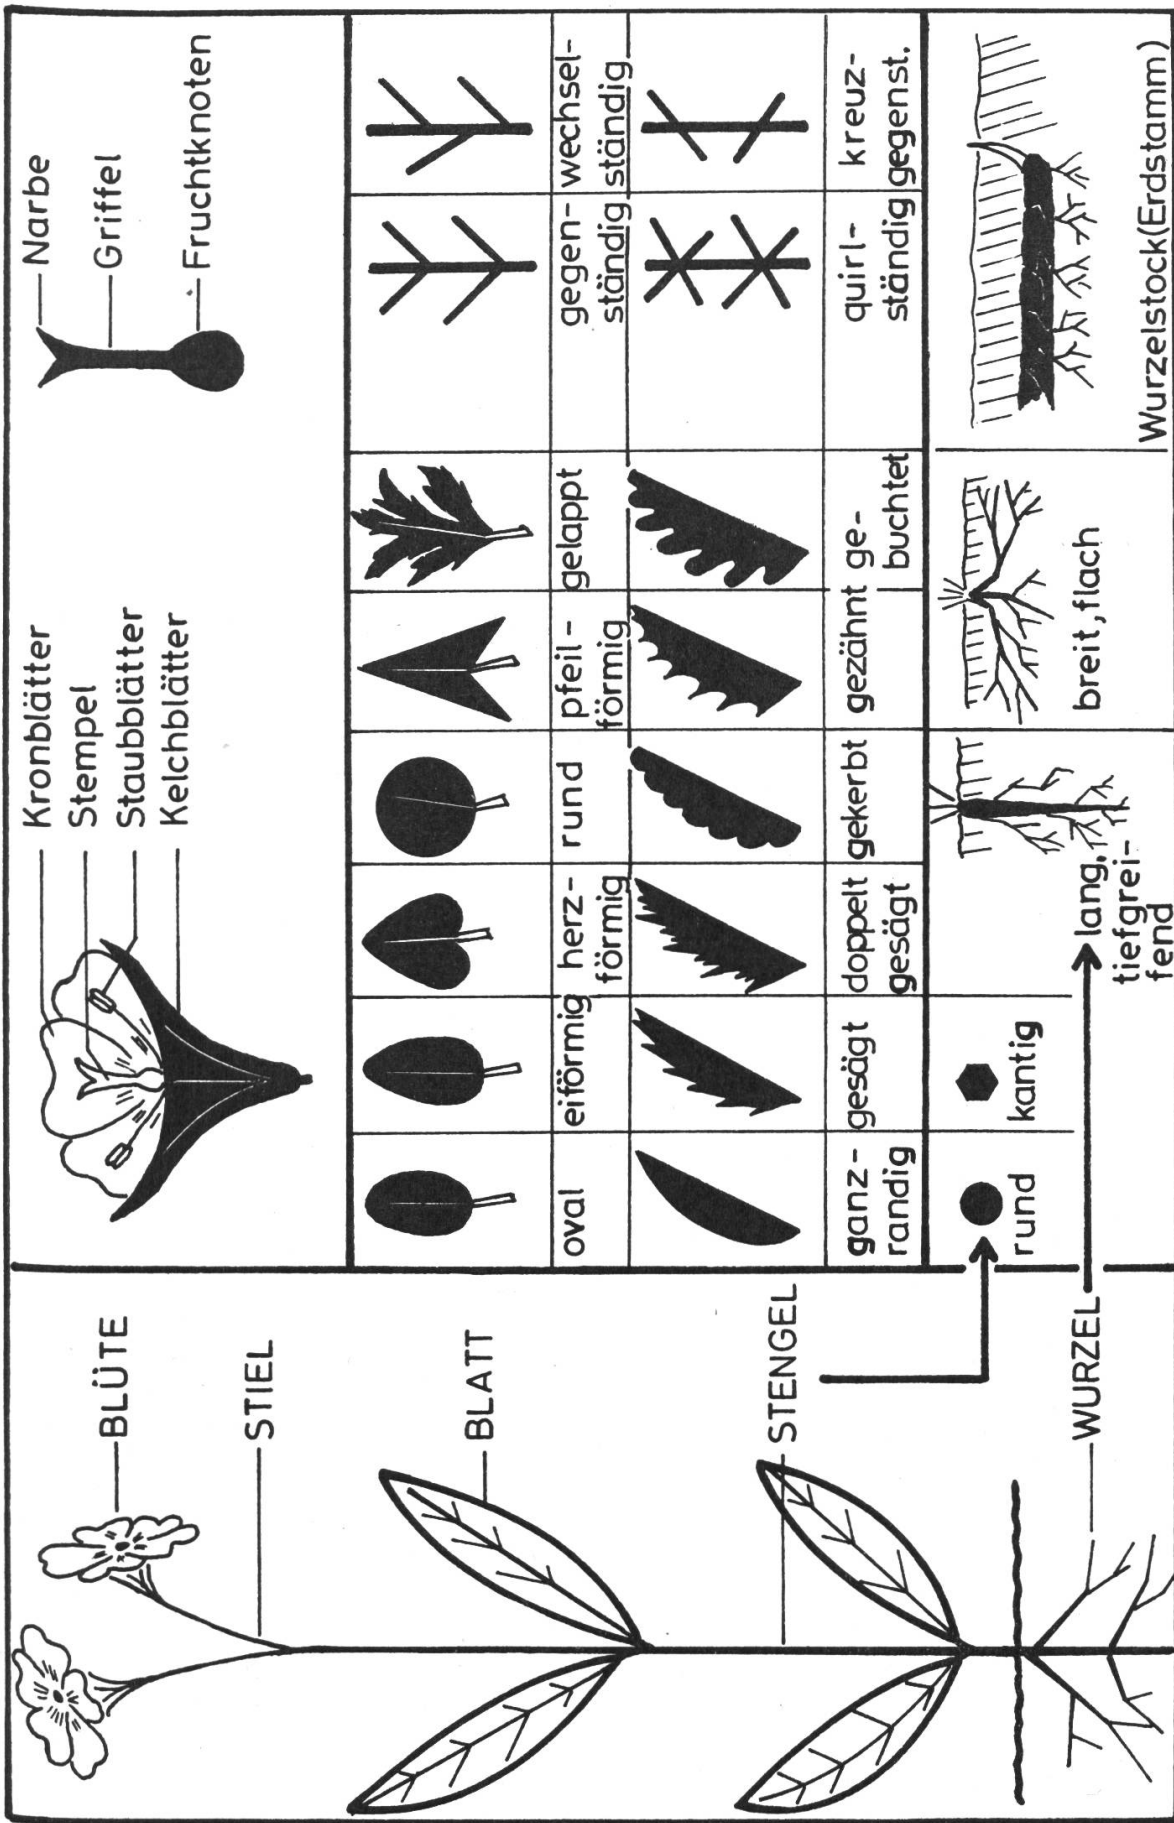 BLÜTE
STIEL
BLATT
STENGEL
WURZEL
Kronblätter
Stempel
Staubblätter
Kelchblätter
Narbe
Griffel
Fruchtknoten
oval
eiförmig
herz-
förmig
rund
pfeil-
förmig
gelappt
gegen-
ständig
wechsel-
ständig
ganz-
randig
gesägt
doppelt
gesägt
gekerbt
gezähnt
ge-
buchtet
quirl-
ständig
kreuz-
gegenst.
rund
kantig
lang,
tiefgrei-
fend
breit, flach
Wurzelstock(Erdstamm)